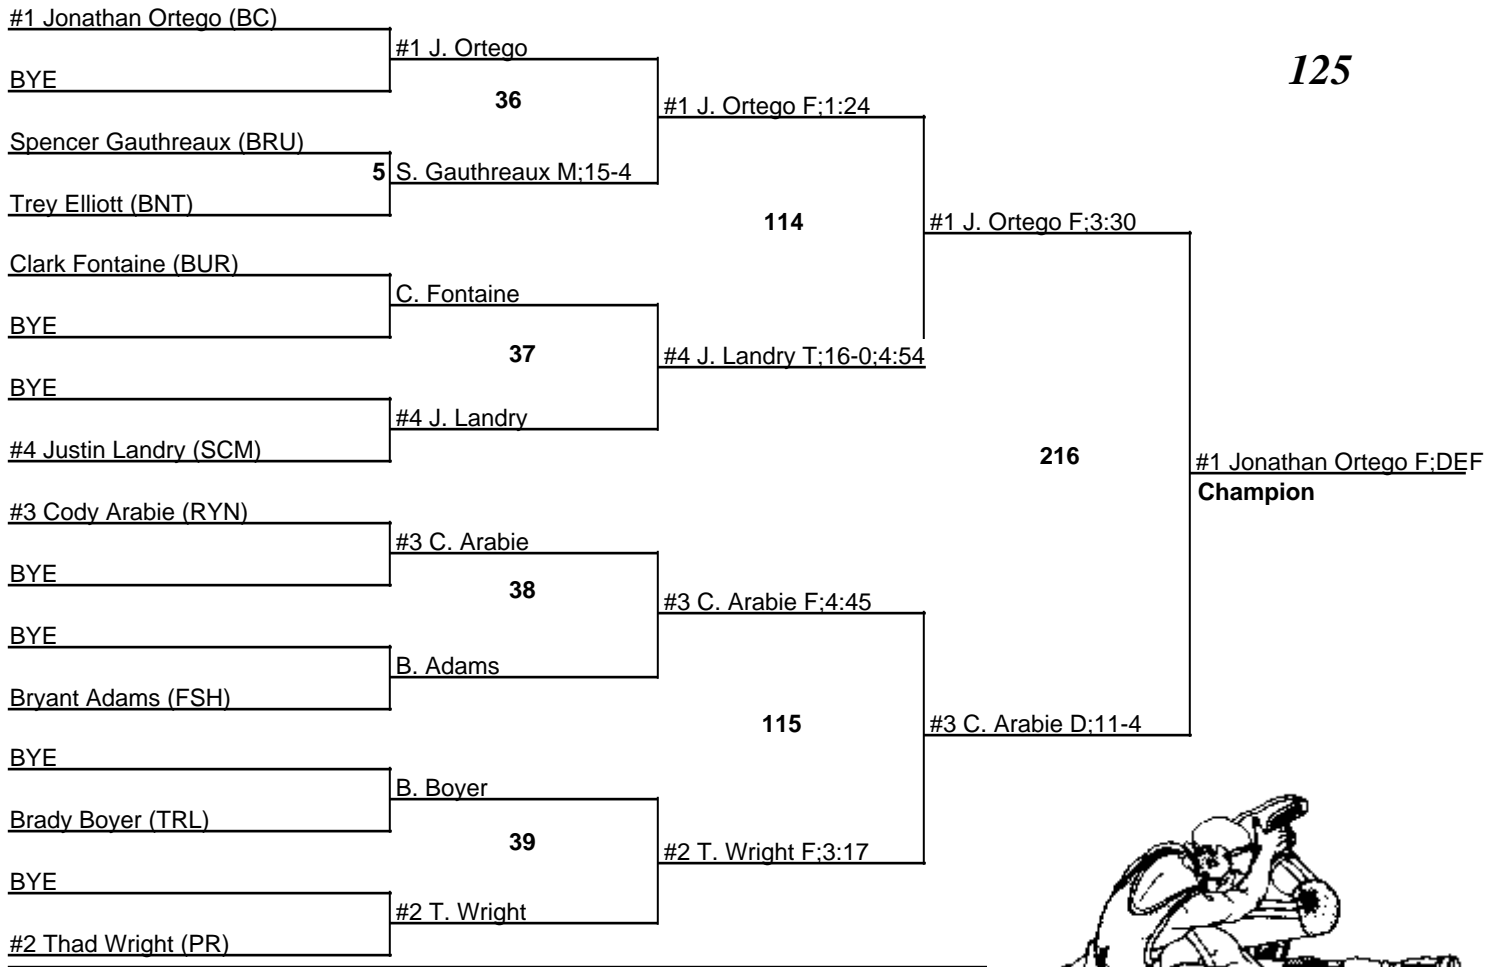 #1 Jonathan Ortego (BC)
#1 J. Ortego
125
BYE
36
#1 J. Ortego F;1:24
Spencer Gauthreaux (BRU)
5 S. Gauthreaux M;15-4
Trey Elliott (BNT)
114
#1 J. Ortego F;3:30
Clark Fontaine (BUR)
C. Fontaine
BYE
37
#4 J. Landry T;16-0;4:54
BYE
#4 J. Landry
#4 Justin Landry (SCM)
216
#1 Jonathan Ortego F;DEF
Champion
#3 Cody Arabie (RYN)
#3 C. Arabie
BYE
38
#3 C. Arabie F;4:45
BYE
B. Adams
Bryant Adams (FSH)
115
#3 C. Arabie D;11-4
BYE
B. Boyer
Brady Boyer (TRL)
39
#2 T. Wright F;3:17
BYE
#2 T. Wright
#2 Thad Wright (PR)